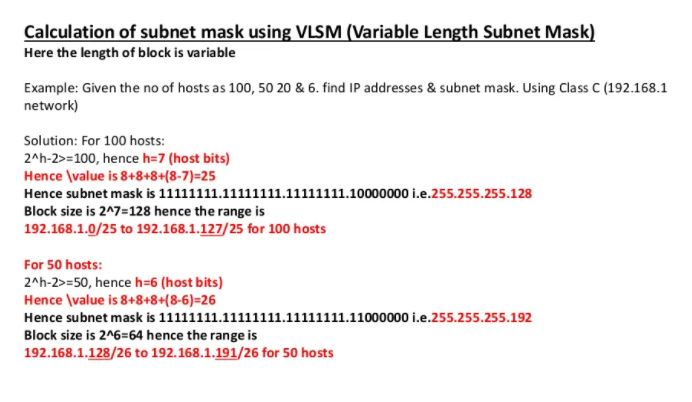 Calculation of subnet mask using VLSM (Variable Length Subnet Mask)
Here the length of block is variable
Example: Given the no of hosts as 100, 50 20 & 6. find IP addresses & subnet mask. Using Class C (192.168.1
network)
Solution: For 100 hosts:
2^h-2>=100, hence h=7 (host bits)
Hence \value is 8+8+8+(8-7)=25
Hence subnet mask is 11111111.11111111.11111111.10000000 i.e.255.255.255.128
Block size is 2^7=128 hence the range is
192.168.1.0/25 to 192.168.1.127/25 for 100 hosts
For 50 hosts:
2^h-2>=50, hence h=6 (host bits)
Hence \value is 8+8+8+(8-6)=26
Hence subnet mask is 11111111.11111111.11111111.11000000 i.e.255.255.255.192
Block size is 2^6=64 hence the range is
192.168.1.128/26 to 192.168.1.191/26 for 50 hosts